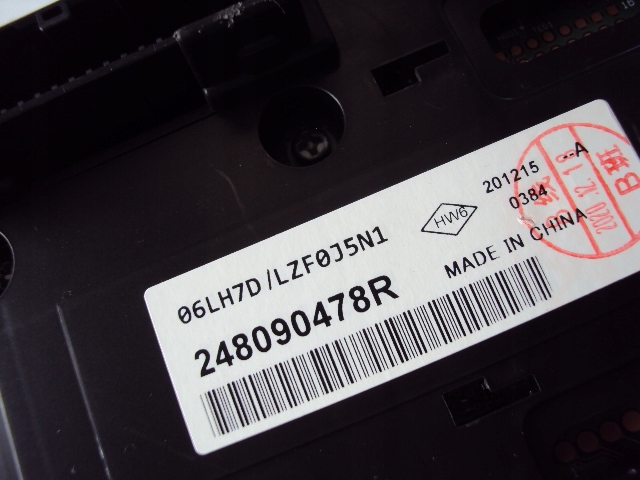 201215 --A
HW6 0384
06LH7D/LZF0J5N1 MADE IN CHINA
248090478R
B